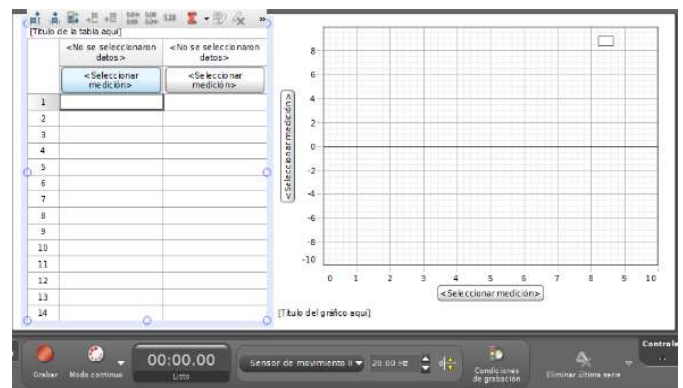 [Título de la tabla aquí]
<No se seleccionaron datos>
<No se seleccionaron datos>
<Seleccionar medición>
<Seleccionar medición>
1
2
3
4
5
6
7
8
9
10
11
12
13
14
<Seleccionar medición>
8
6
4
2
0
-2
-4
-6
-8
-10
0 1 2 3 4 5 6 7 8 9 10
<Seleccionar medición>
[Título del gráfico aquí]
Grabar
Modo continuo
00:00.00
Listo
Sensor de movimiento II
20.00 Hz
Condiciones
de grabación
Eliminar última serie
Controle